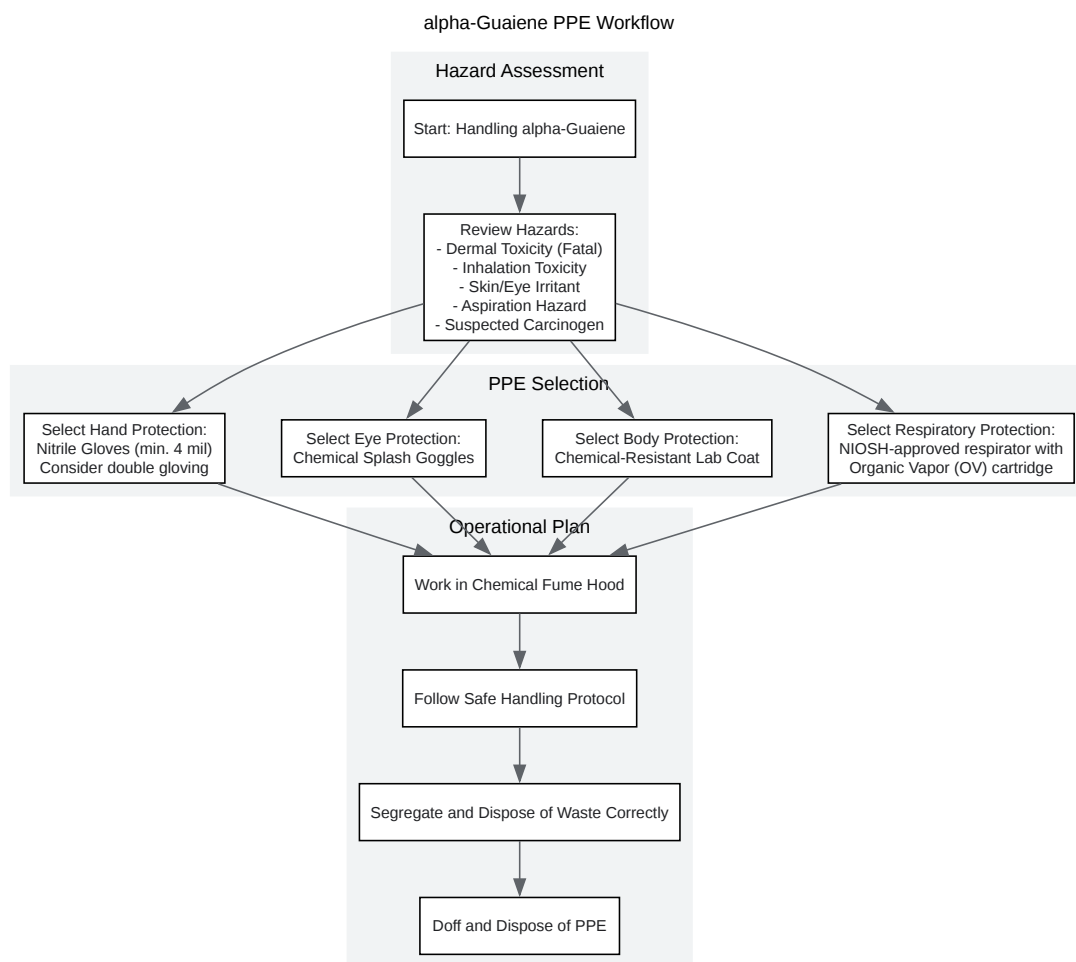 alpha-Guaiene PPE Workflow
Hazard Assessment
Start: Handling alpha-Guaiene
Review Hazards:
- Dermal Toxicity (Fatal)
- Inhalation Toxicity
- Skin/Eye Irritant
- Aspiration Hazard
- Suspected Carcinogen
PPE Selection
Select Hand Protection:
Nitrile Gloves (min. 4 mil)
Consider double gloving
Select Eye Protection:
Chemical Splash Goggles
Select Body Protection:
Chemical-Resistant Lab Coat
Select Respiratory Protection:
NIOSH-approved respirator with
Organic Vapor (OV) cartridge
Operational Plan
Work in Chemical Fume Hood
Follow Safe Handling Protocol
Segregate and Dispose of Waste Correctly
Doff and Dispose of PPE